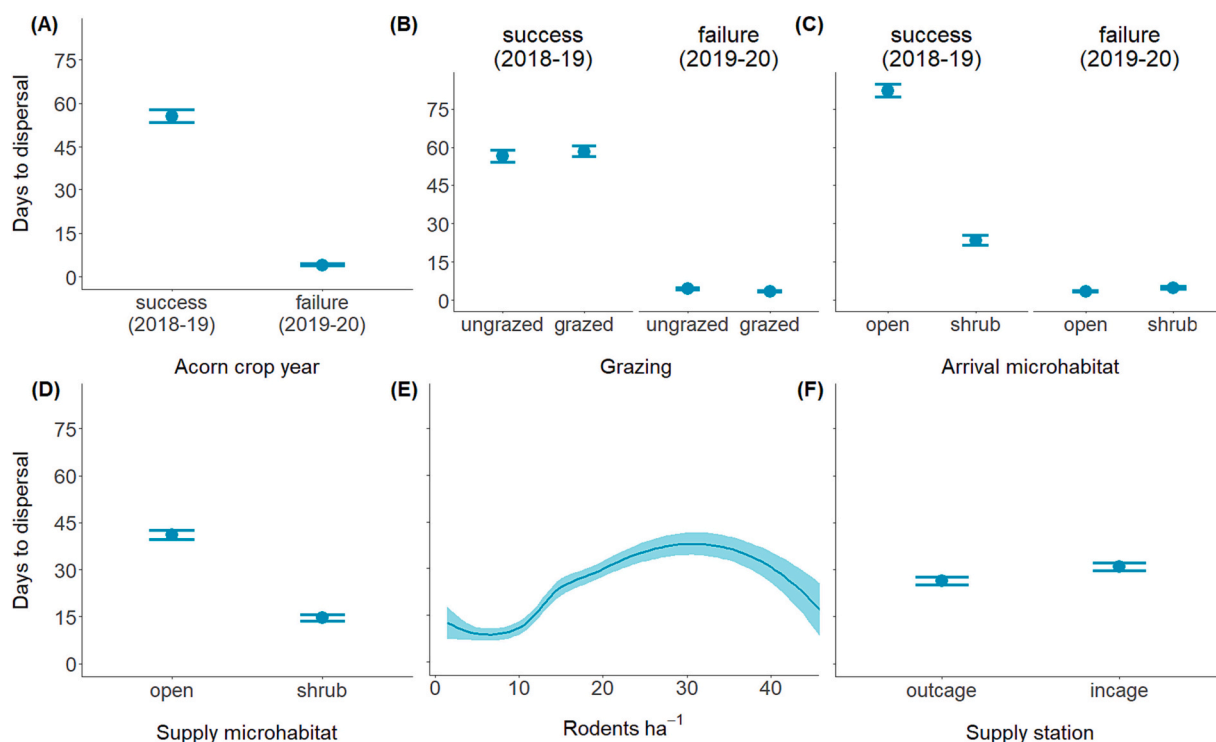 (A)
Days to dispersal
75
60
45
30
15
0
success
(2018-19)
failure
(2019-20)
Acorn crop year
(B)
success
(2018-19)
failure
(2019-20)
75
60
45
30
15
0
ungrazed
grazed
ungrazed
grazed
Grazing
(C)
success
(2018-19)
failure
(2019-20)
open
shrub
open
shrub
Arrival microhabitat
(D)
Days to dispersal
75
60
45
30
15
0
open
shrub
Supply microhabitat
(E)
0
10
20
30
40
Rodents ha⁻¹
(F)
outcage
incage
Supply station